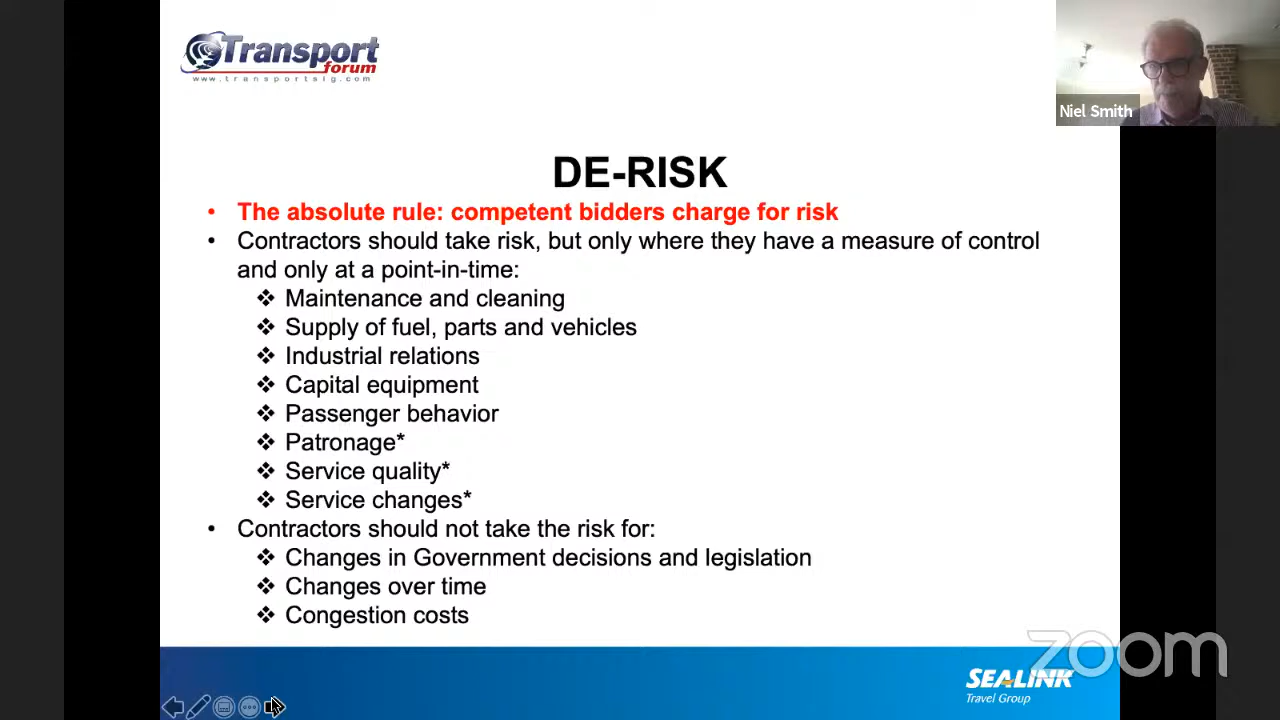 Transport
forum
www.transportsig.com
Niel Smith
DE-RISK
• The absolute rule: competent bidders charge for risk
• Contractors should take risk, but only where they have a measure of control
and only at a point-in-time:
❖ Maintenance and cleaning
❖ Supply of fuel, parts and vehicles
❖ Industrial relations
❖ Capital equipment
❖ Passenger behavior
❖ Patronage*
❖ Service quality*
❖ Service changes*
• Contractors should not take the risk for:
❖ Changes in Government decisions and legislation
❖ Changes over time
❖ Congestion costs
zoom
SEALINK
Travel Group